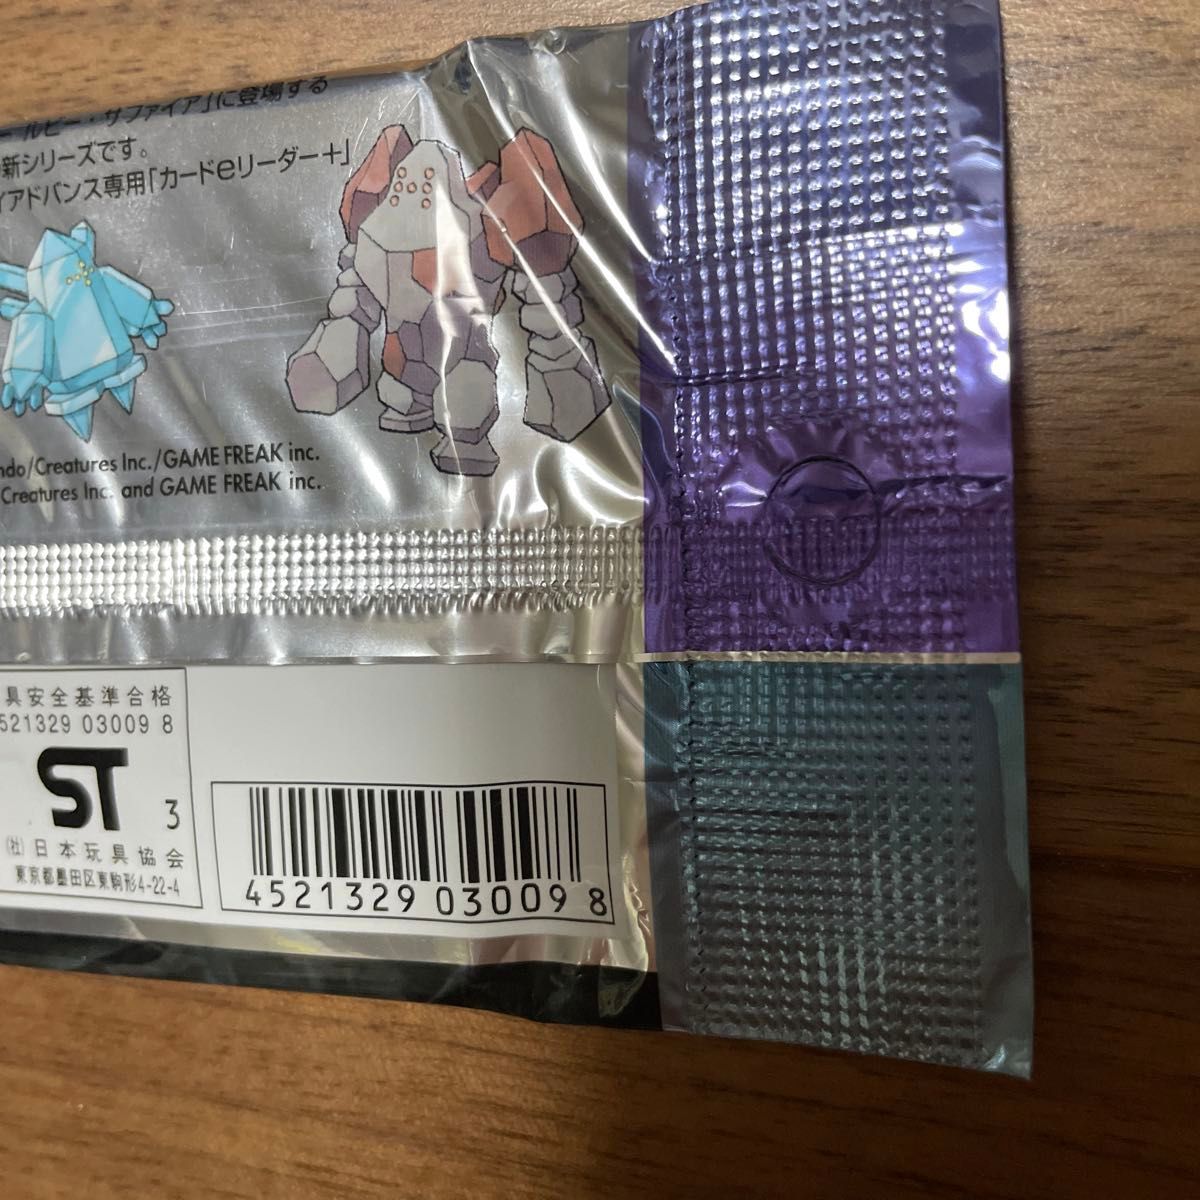 ルビー・サファイア」に登場する
新シリーズです。
アドバンス専用「カードeリーダー+」
ndo/Creatures Inc./GAME FREAK inc.
Creatures Inc. and GAME FREAK inc.
具安全基準合格
521329 03009 8
ST 3
(社)日本玩具協会
東京都墨田区東駒形4-22-4
4521329 030098